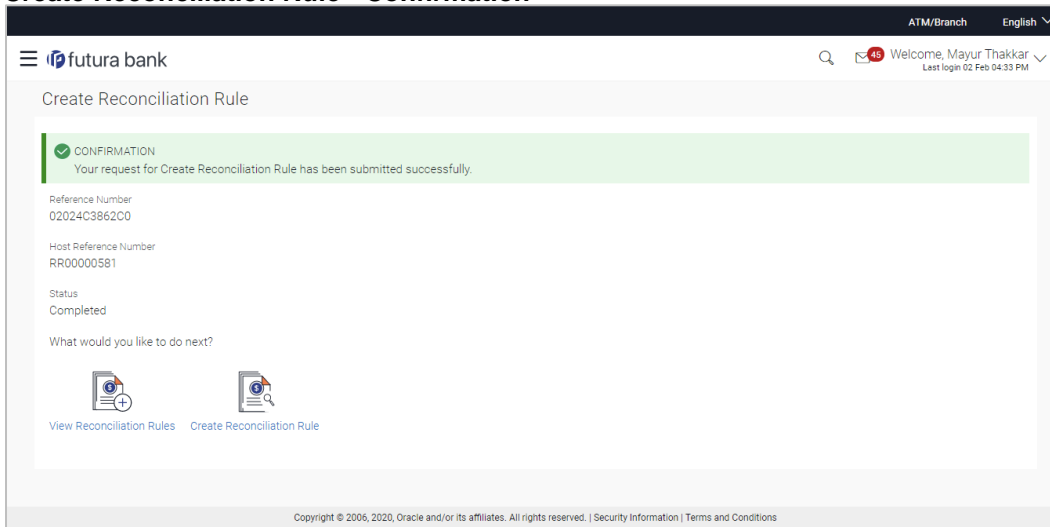 Create Reconciliation Rule - Confirmation
ATM/Branch English
futura bank
45 Welcome, Mayur Thakkar
Last login 02 Feb 04:33 PM
Create Reconciliation Rule
CONFIRMATION
Your request for Create Reconciliation Rule has been submitted successfully.
Reference Number
02024C3862C0
Host Reference Number
RR00000581
Status
Completed
What would you like to do next?
View Reconciliation Rules Create Reconciliation Rule
Copyright © 2006, 2020, Oracle and/or its affiliates. All rights reserved. | Security Information | Terms and Conditions